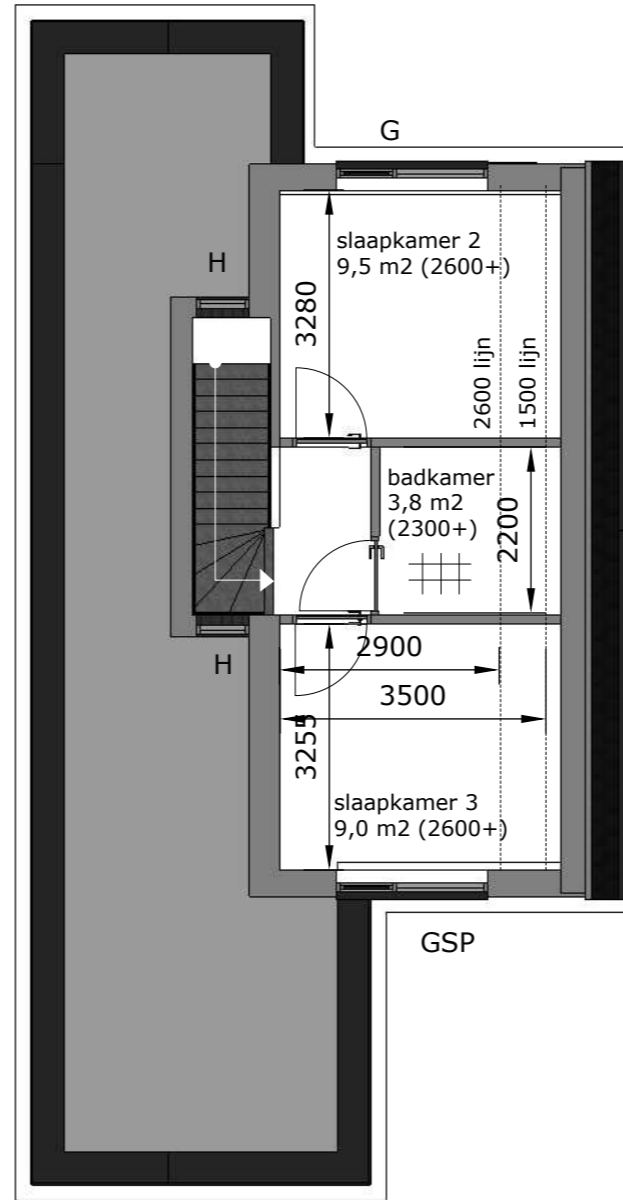 G
slaapkamer 2
9,5 m2 (2600+)
H
3280
2600 lijn
1500 lijn
badkamer
3,8 m2
(2300+)
2200
H
2900
3500
3255
slaapkamer 3
9,0 m2 (2600+)
GSP